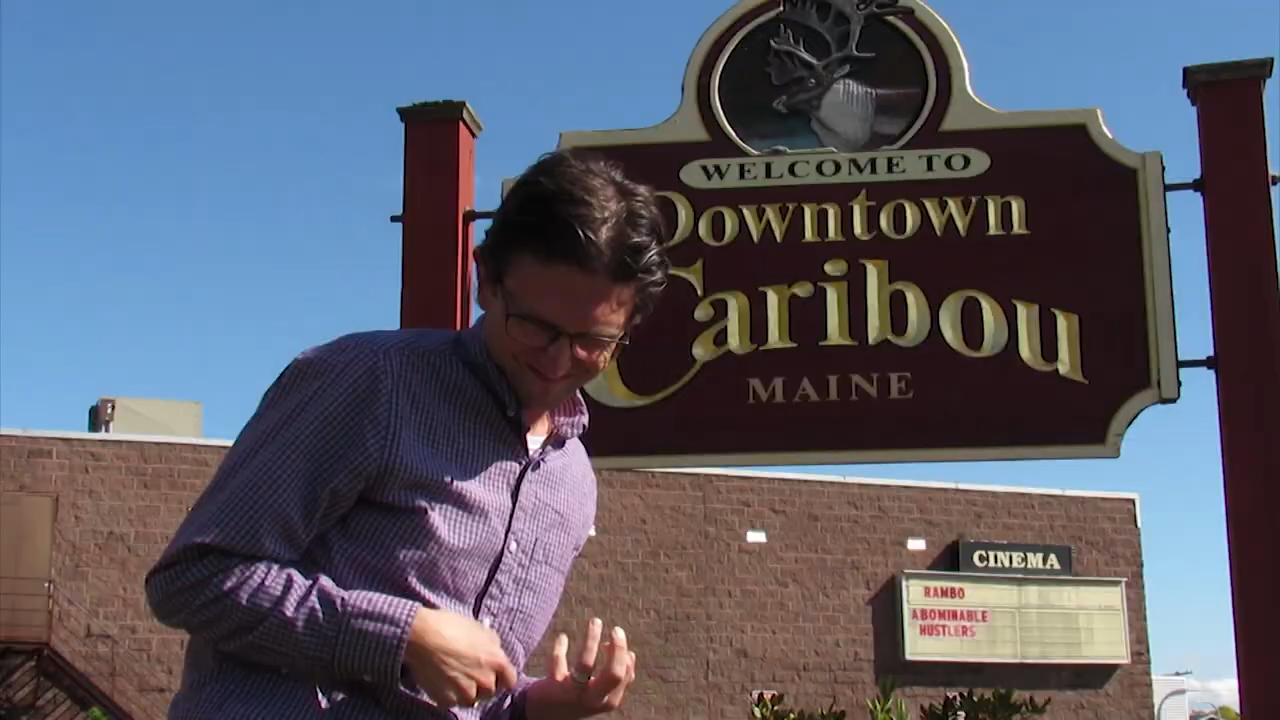 WELCOME TO
Downtown
Caribou
MAINE
CINEMA
RAMBO
ABOMINABLE
HUSTLERS